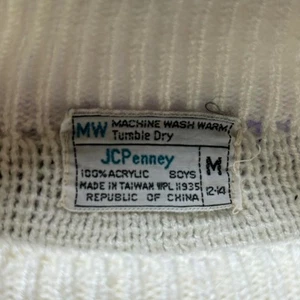 MW MACHINE WASH WARM
Tumble Dry
JCPenney
M
100% ACRYLIC BOYS
MADE IN TAIWAN WPL 11935
12-14
REPUBLIC OF CHINA